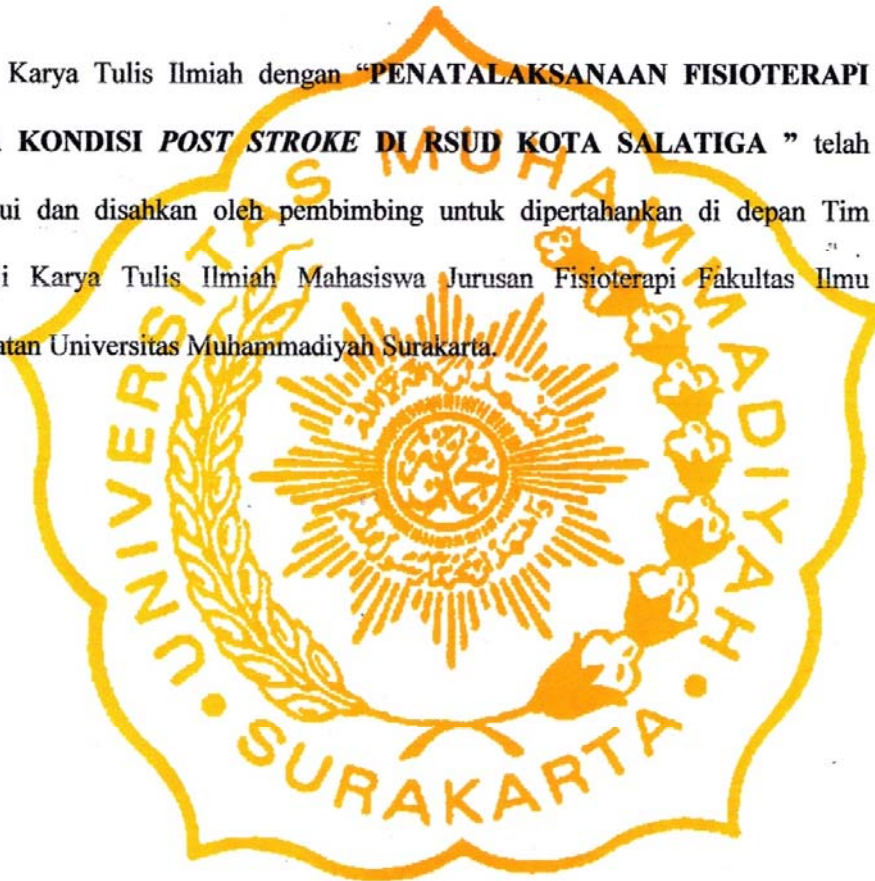 Karya Tulis Ilmiah dengan “PENATALAKSANAAN FISIOTERAPI
KONDISI POST STROKE DI RSUD KOTA SALATIGA ” telah
ui dan disahkan oleh pembimbing untuk dipertahankan di depan Tim
i Karya Tulis Ilmiah Mahasiswa Jurusan Fisioterapi Fakultas Ilmu
atan Universitas Muhammadiyah Surakarta.
UNIVERSITAS MUHAMMADIYAH
• SURAKARTA •